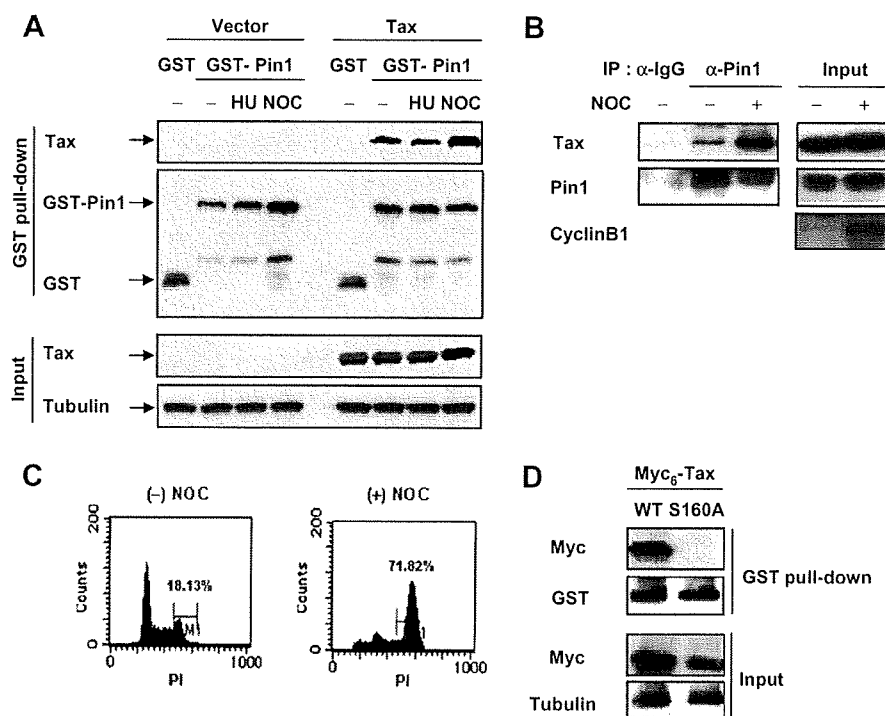 A
Vector Tax
GST GST- Pin1 GST GST- Pin1
– – HU NOC – – HU NOC
GST pull-down
Tax
GST-Pin1
GST
Input
Tax
Tubulin
B
IP : α-IgG α-Pin1 Input
NOC – – + – +
Tax
Pin1
CyclinB1
C
(–) NOC
200
Counts
0
18.13%
M1
0 1000
PI
(+) NOC
200
Counts
0
71.82%
0 1000
PI
D
Myc6-Tax
WT S160A
Myc
GST
GST pull-down
Myc
Tubulin
Input